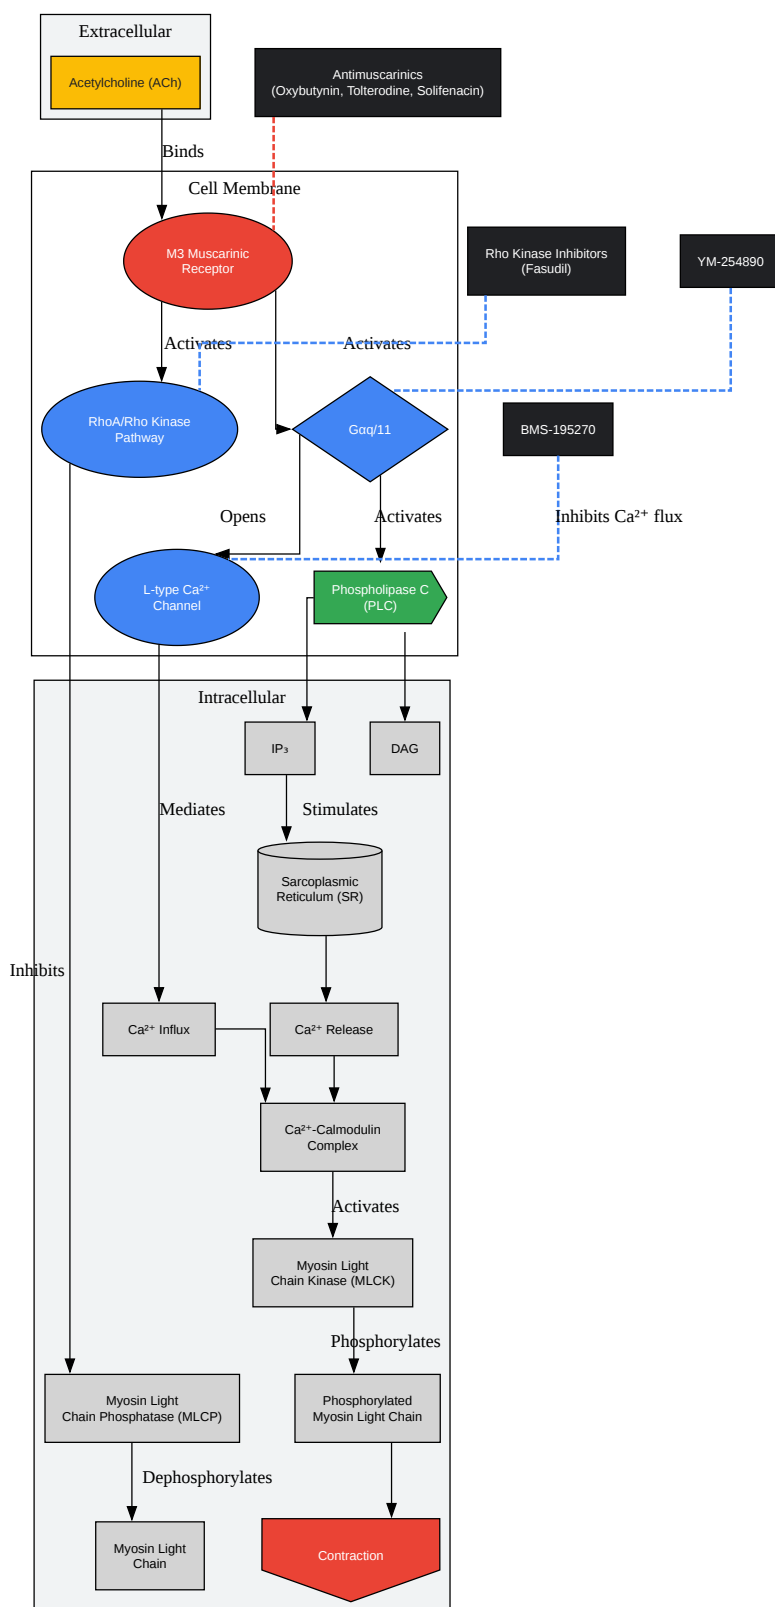 Extracellular
Acetylcholine (ACh)
Antimuscarinics
(Oxybutynin, Tolterodine, Solifenacin)
Binds
Cell Membrane
M3 Muscarinic
Receptor
Rho Kinase Inhibitors
(Fasudil)
YM-254890
Activates
Activates
RhoA/Rho Kinase
Pathway
Gαq/11
BMS-195270
Opens
Activates
Inhibits Ca²⁺ flux
L-type Ca²⁺
Channel
Phospholipase C
(PLC)
Intracellular
IP₃
DAG
Mediates
Stimulates
Sarcoplasmic
Reticulum (SR)
Inhibits
Ca²⁺ Influx
Ca²⁺ Release
Ca²⁺-Calmodulin
Complex
Activates
Myosin Light
Chain Kinase (MLCK)
Phosphorylates
Myosin Light
Chain Phosphatase (MLCP)
Phosphorylated
Myosin Light Chain
Dephosphorylates
Myosin Light
Chain
Contraction